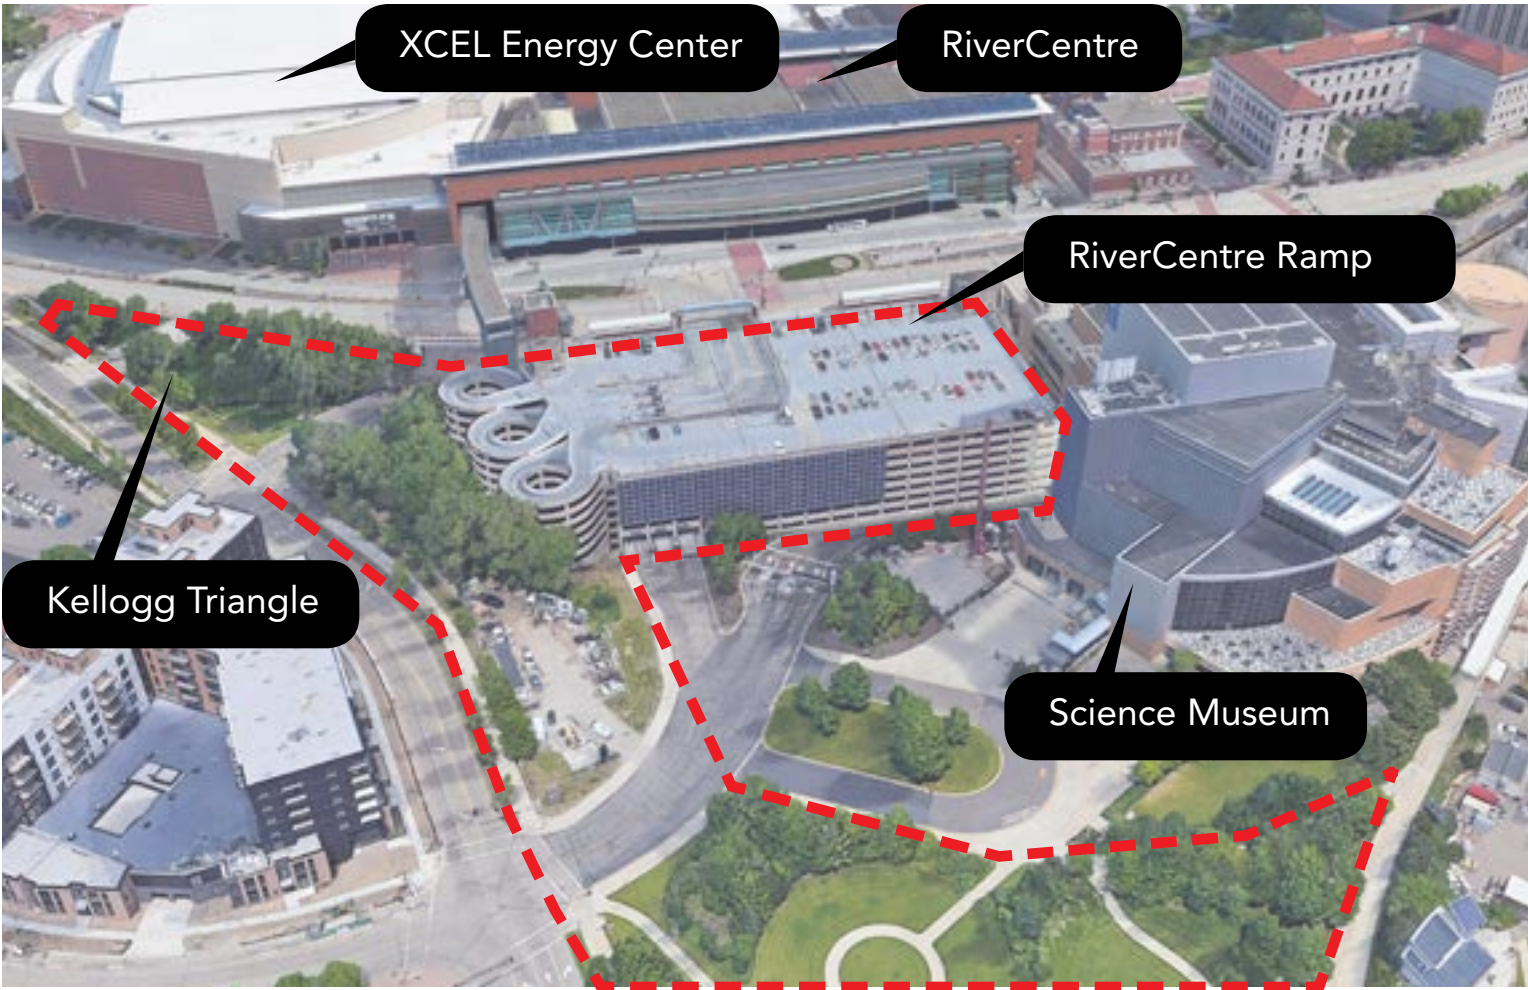 XCEL Energy Center
RiverCentre
RiverCentre Ramp
Kellogg Triangle
Science Museum